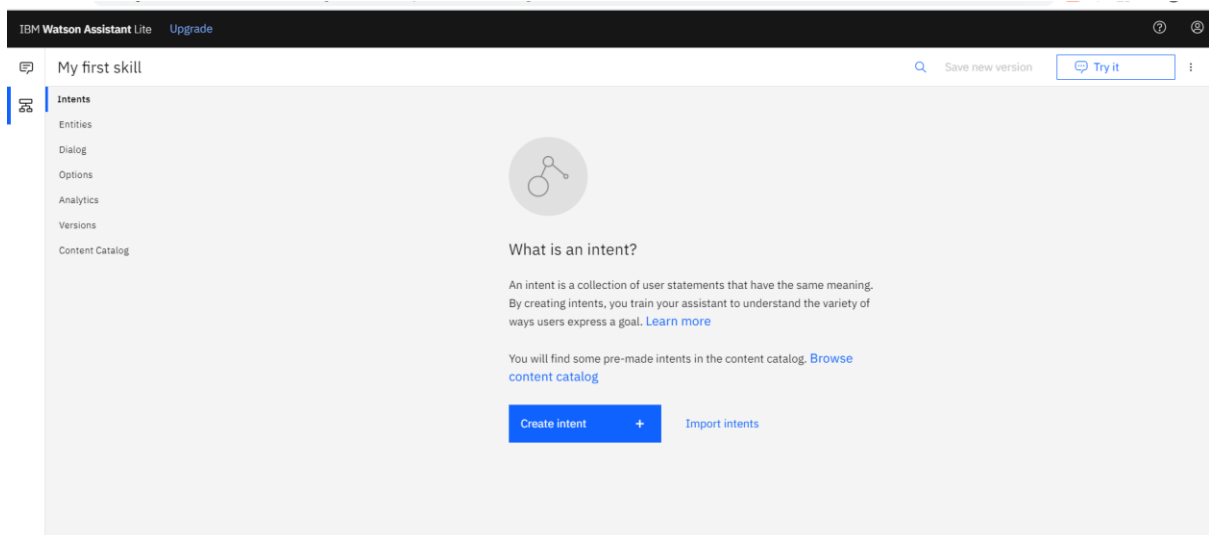 IBM Watson Assistant Lite Upgrade
My first skill Save new version Try it
Intents
Entities
Dialog
Options
Analytics
Versions
Content Catalog
What is an intent?
An intent is a collection of user statements that have the same meaning.
By creating intents, you train your assistant to understand the variety of
ways users express a goal. Learn more
You will find some pre-made intents in the content catalog. Browse
content catalog
Create intent +
Import intents